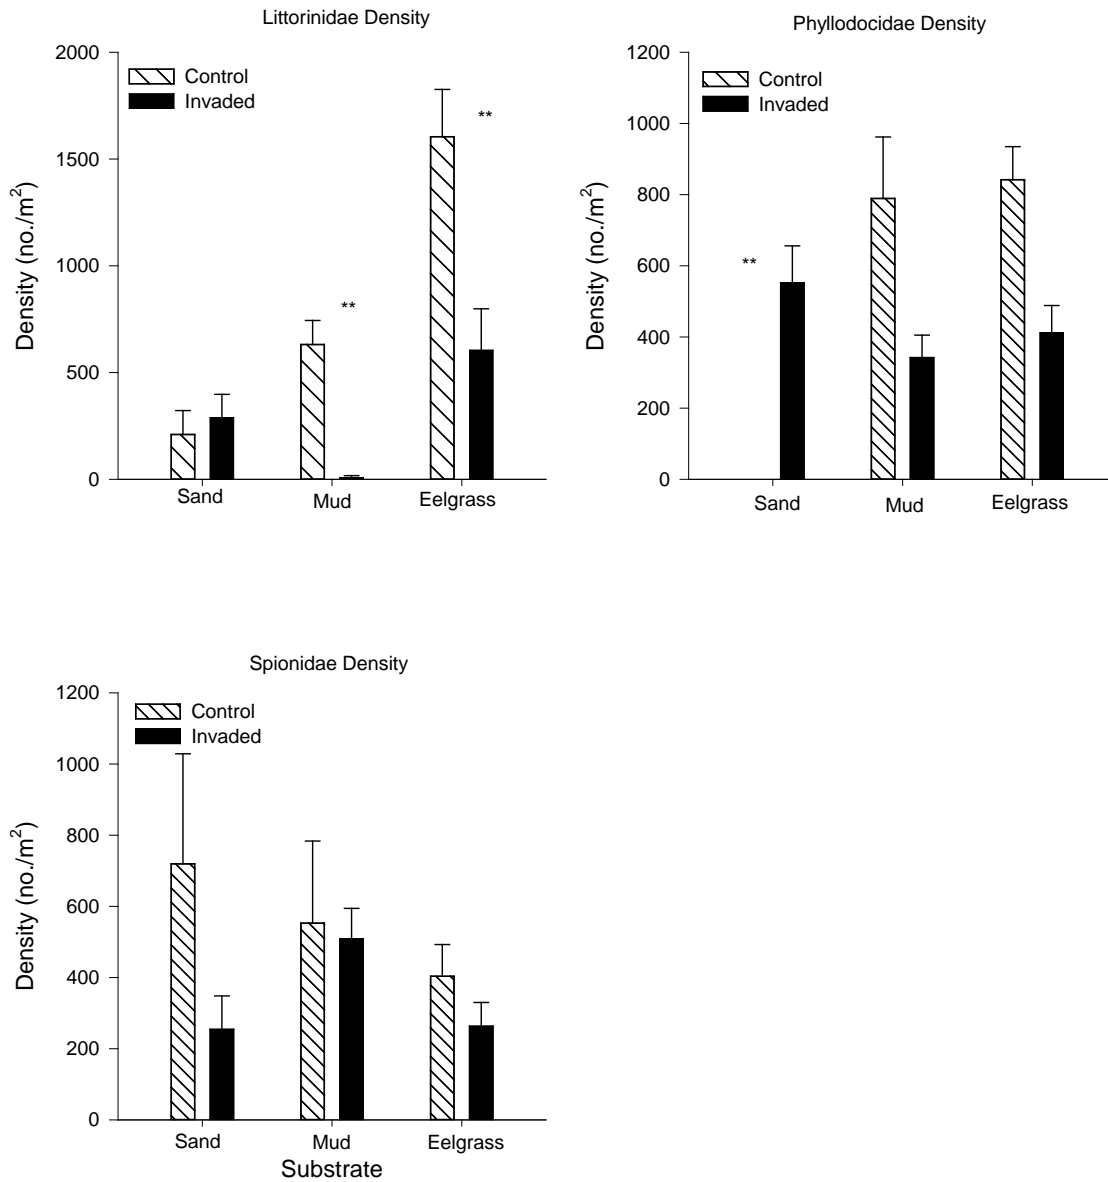 Littorinidae Density
2000
1500
1000
500
0
Density (no./m²)
Control
Invaded
**
**
Sand
Mud
Eelgrass
Phyllodocidae Density
1200
1000
800
600
400
200
0
Density (no./m²)
Control
Invaded
**
Sand
Mud
Eelgrass
Spionidae Density
1200
1000
800
600
400
200
0
Density (no./m²)
Control
Invaded
Sand
Mud
Eelgrass
Substrate